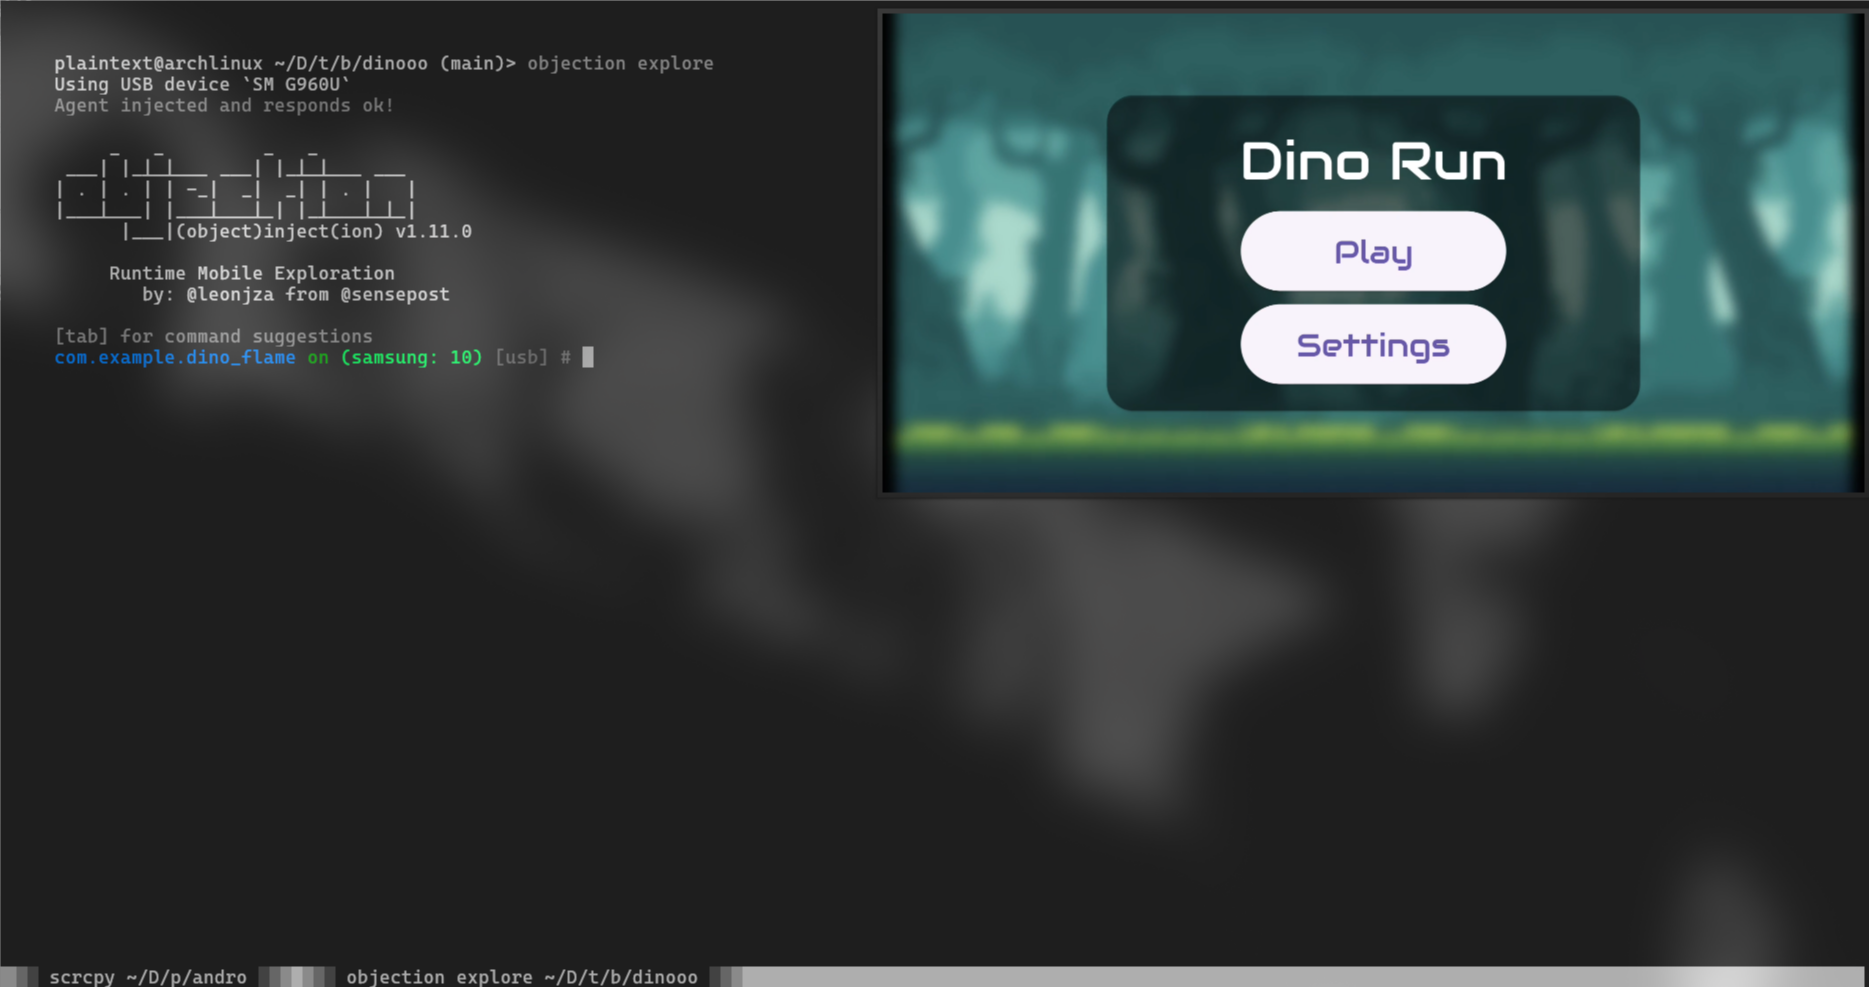 plaintext@archlinux ~/D/t/b/dinooo (main)> objection explore
Using USB device `SM G960U`
Agent injected and responds ok!
|___|(object)inject(ion) v1.11.0
Runtime Mobile Exploration
by: @leonjza from @sensepost
[tab] for command suggestions
com.example.dino_flame on (samsung: 10) [usb] #
Dino Run
Play
Settings
scrcpy ~/D/p/andro
objection explore ~/D/t/b/dinooo